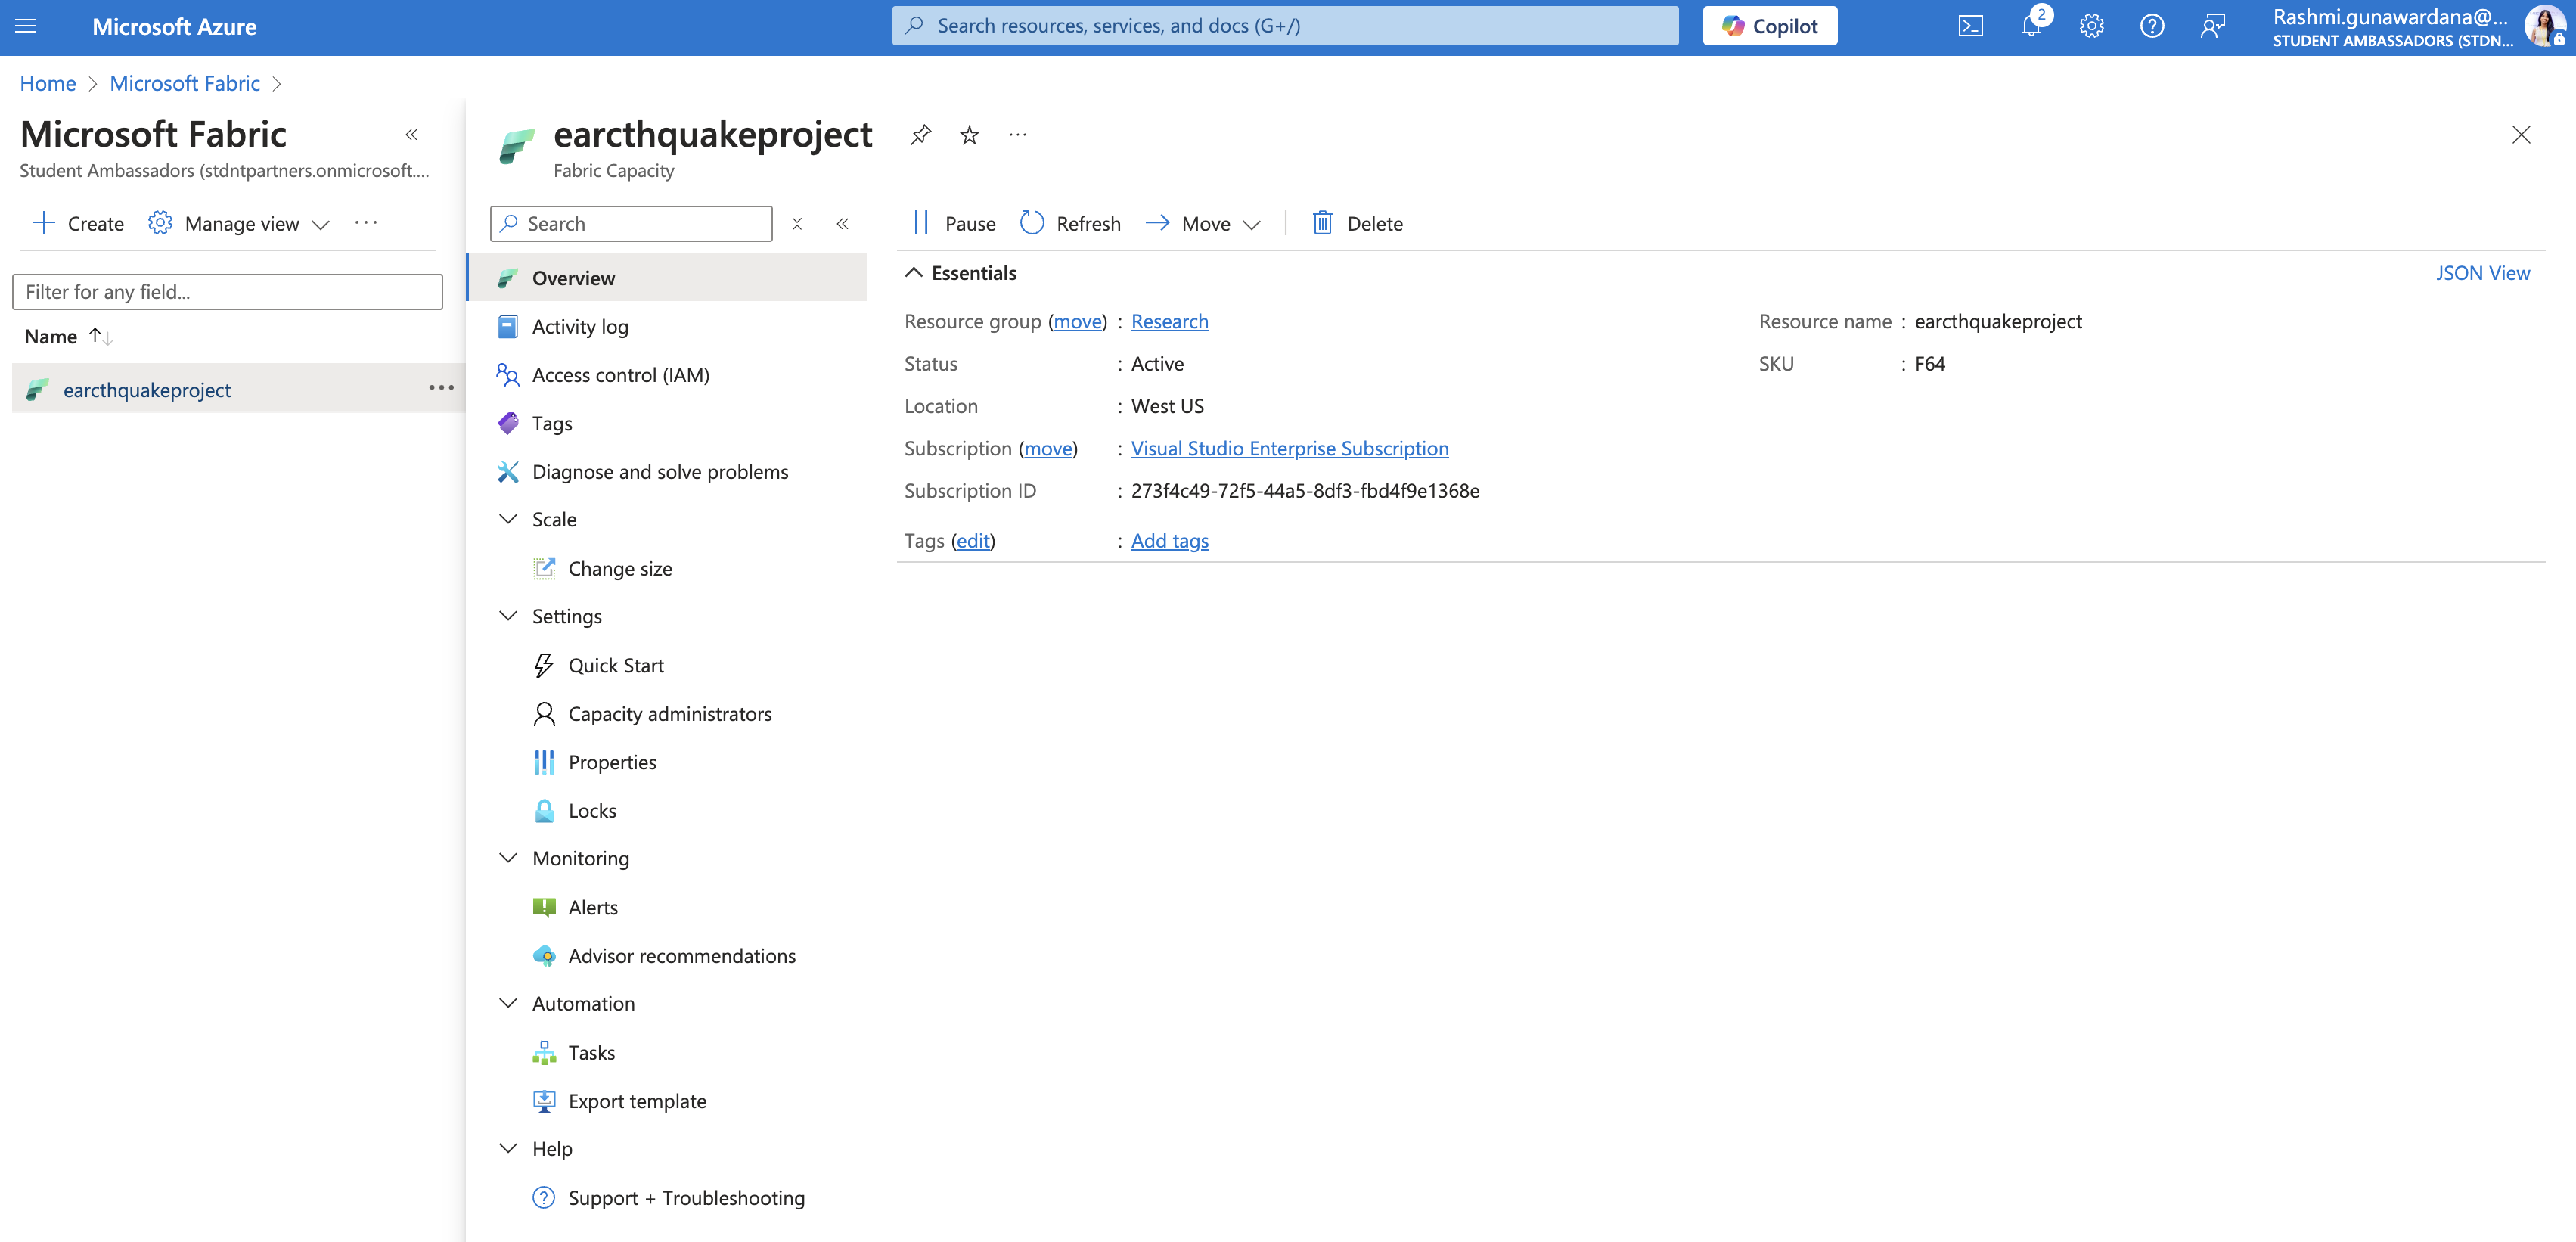 Microsoft Azure
Search resources, services, and docs (G+/)
Copilot
2
Rashmi.gunawardana@...
STUDENT AMBASSADORS (STDN...
Home > Microsoft Fabric >
Microsoft Fabric
Student Ambassadors (stdntpartners.onmicrosoft....
Create Manage view ...
Filter for any field...
Name
earcthquakeproject ...
earcthquakeproject ...
Fabric Capacity
Search
Overview
Activity log
Access control (IAM)
Tags
Diagnose and solve problems
Scale
Change size
Settings
Quick Start
Capacity administrators
Properties
Locks
Monitoring
Alerts
Advisor recommendations
Automation
Tasks
Export template
Help
Support + Troubleshooting
Pause Refresh Move Delete
Essentials
JSON View
Resource group (move) : Research
Status : Active
Location : West US
Subscription (move) : Visual Studio Enterprise Subscription
Subscription ID : 273f4c49-72f5-44a5-8df3-fbd4f9e1368e
Tags (edit) : Add tags
Resource name : earcthquakeproject
SKU : F64